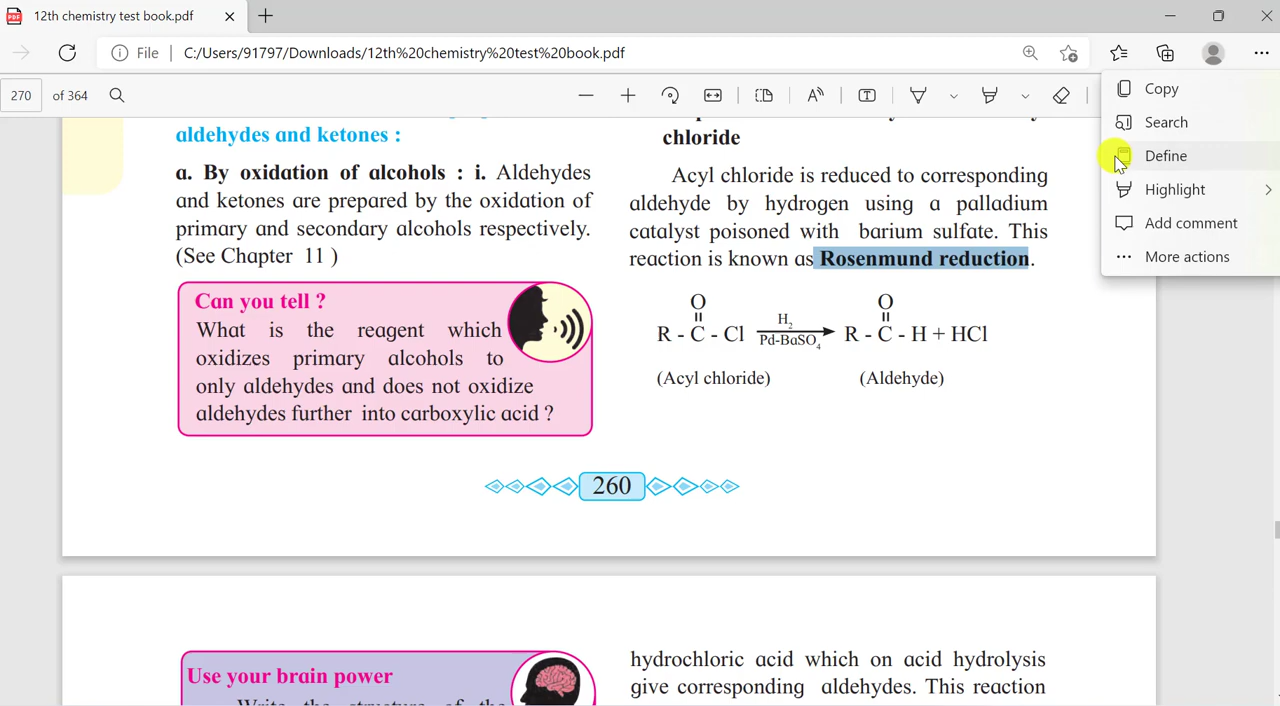 12th chemistry test book.pdf
File
C:/Users/91797/Downloads/12th%20chemistry%20test%20book.pdf
270 of 364
Copy
Search
Define
Highlight
Add comment
More actions
aldehydes and ketones :
a. By oxidation of alcohols : i. Aldehydes
and ketones are prepared by the oxidation of
primary and secondary alcohols respectively.
(See Chapter 11 )
Can you tell ?
What is the reagent which
oxidizes primary alcohols to
only aldehydes and does not oxidize
aldehydes further into carboxylic acid ?
chloride
Acyl chloride is reduced to corresponding
aldehyde by hydrogen using a palladium
catalyst poisoned with barium sulfate. This
reaction is known as Rosenmund reduction.
O O
R - C - Cl H2 Pd-BaSO4 R - C - H + HCl
(Acyl chloride) (Aldehyde)
260
Use your brain power
Write the structure of the
hydrochloric acid which on acid hydrolysis
give corresponding aldehydes. This reaction